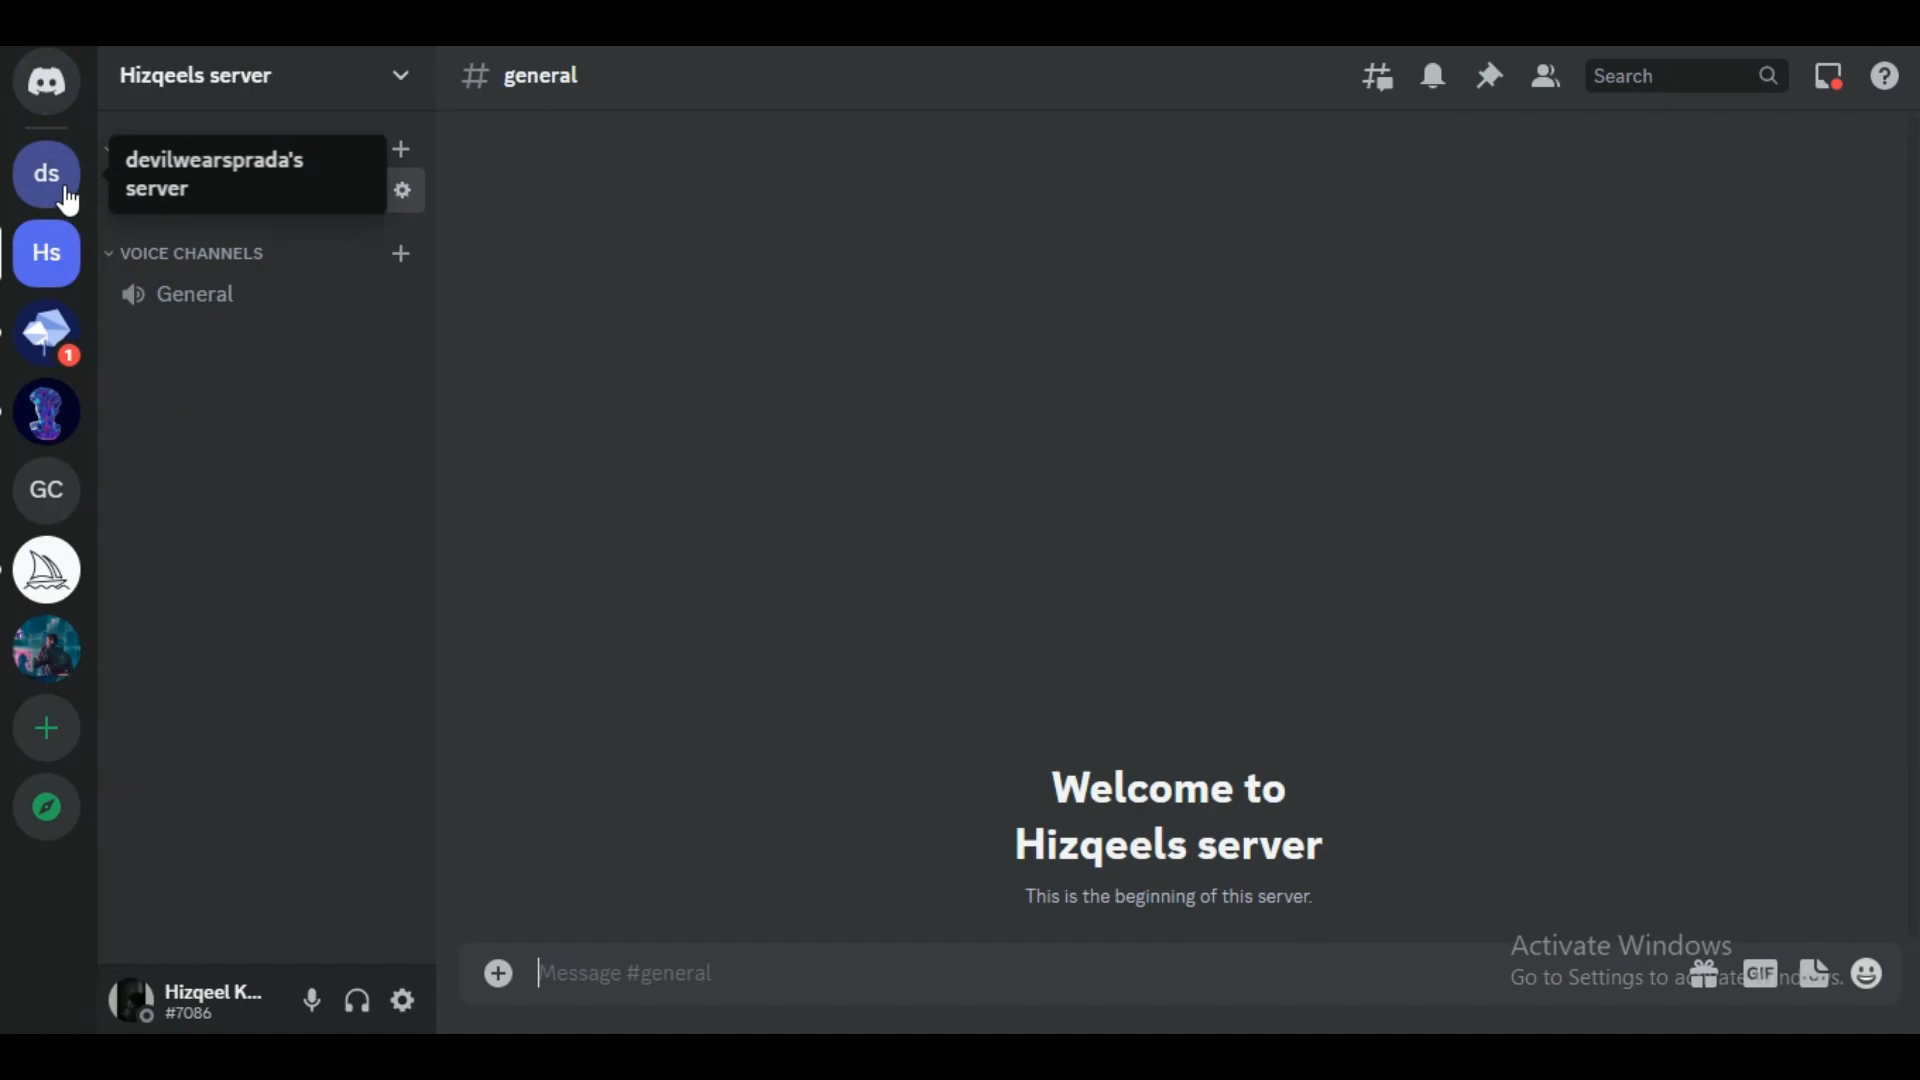 Hizqeels server
# general
Search
ds
devilwearsprada's
server
Hs
VOICE CHANNELS
General
1
GC
Welcome to
Hizqeels server
This is the beginning of this server.
Message #general
Activate Windows
Go to Settings to
GIF
Hizqeel K...
#7086